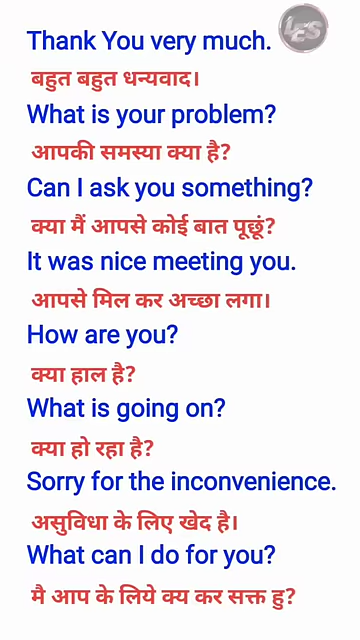 LES
Thank You very much.
बहुत बहुत धन्यवाद।
What is your problem?
आपकी समस्या क्या है?
Can I ask you something?
क्या मैं आपसे कोई बात पूछूं?
It was nice meeting you.
आपसे मिल कर अच्छा लगा।
How are you?
क्या हाल है?
What is going on?
क्या हो रहा है?
Sorry for the inconvenience.
असुविधा के लिए खेद है।
What can I do for you?
मै आप के लिये क्य कर सक्त हु?